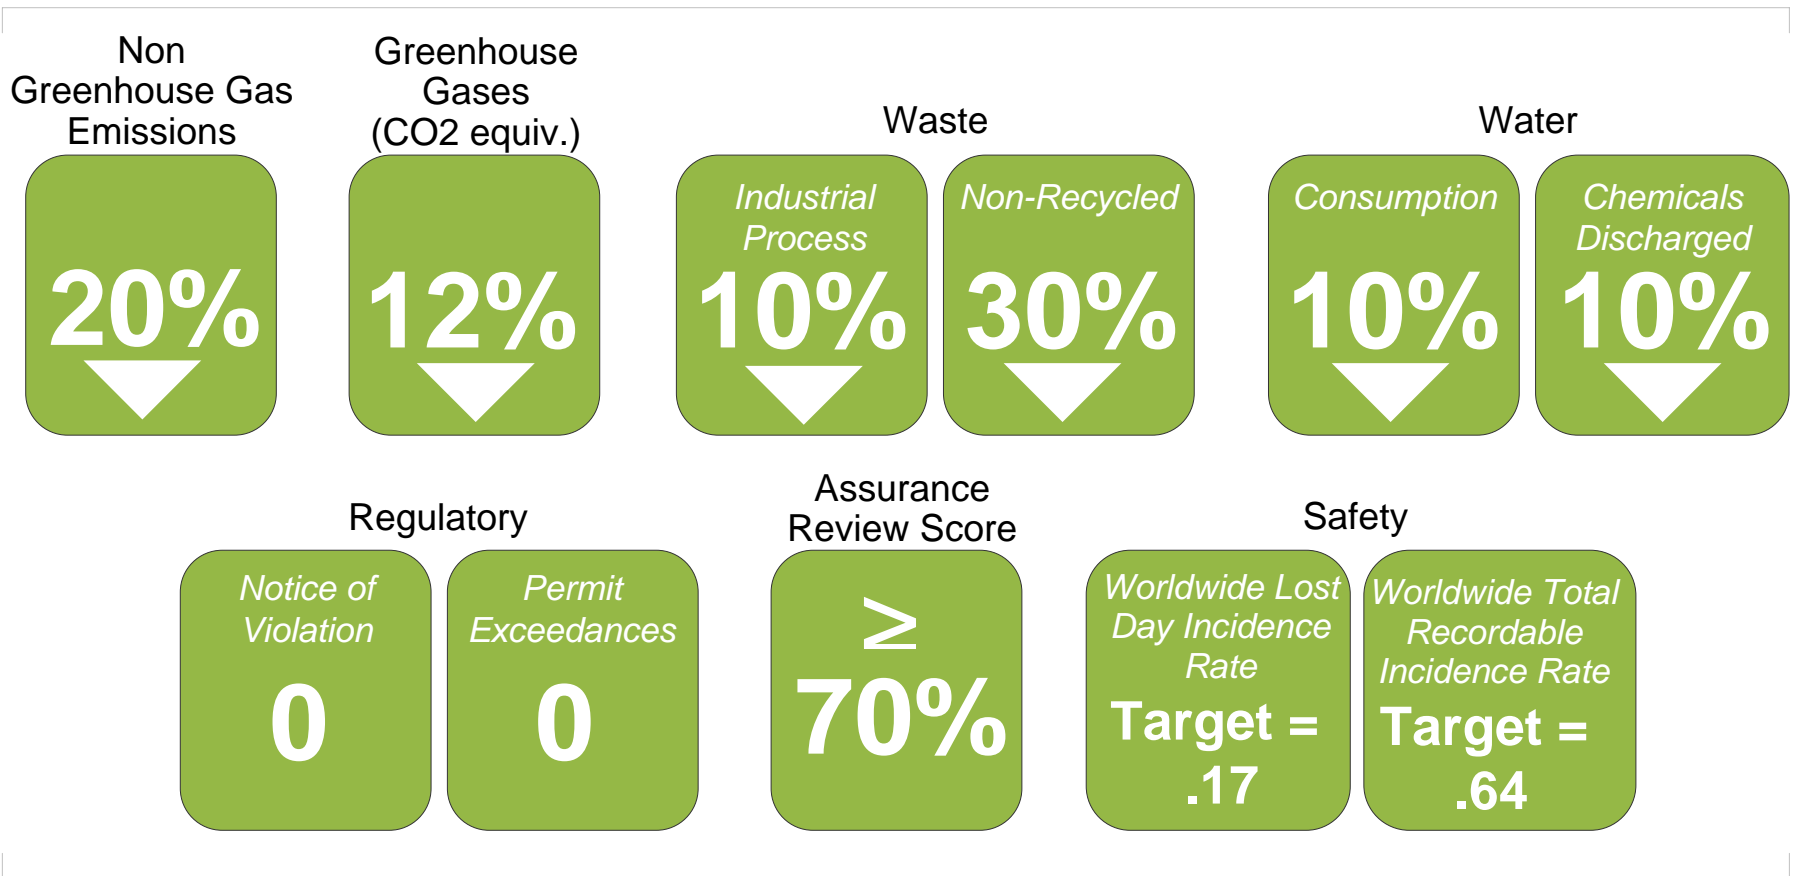 Non
Greenhouse Gas
Emissions
20%
Greenhouse
Gases
(CO2 equiv.)
12%
Waste
Industrial
Process
10%
Non-Recycled
30%
Water
Consumption
10%
Chemicals
Discharged
10%
Regulatory
Notice of
Violation
0
Permit
Exceedances
0
Assurance
Review Score
≥
70%
Safety
Worldwide Lost
Day Incidence
Rate
Target =
.17
Worldwide Total
Recordable
Incidence Rate
Target =
.64